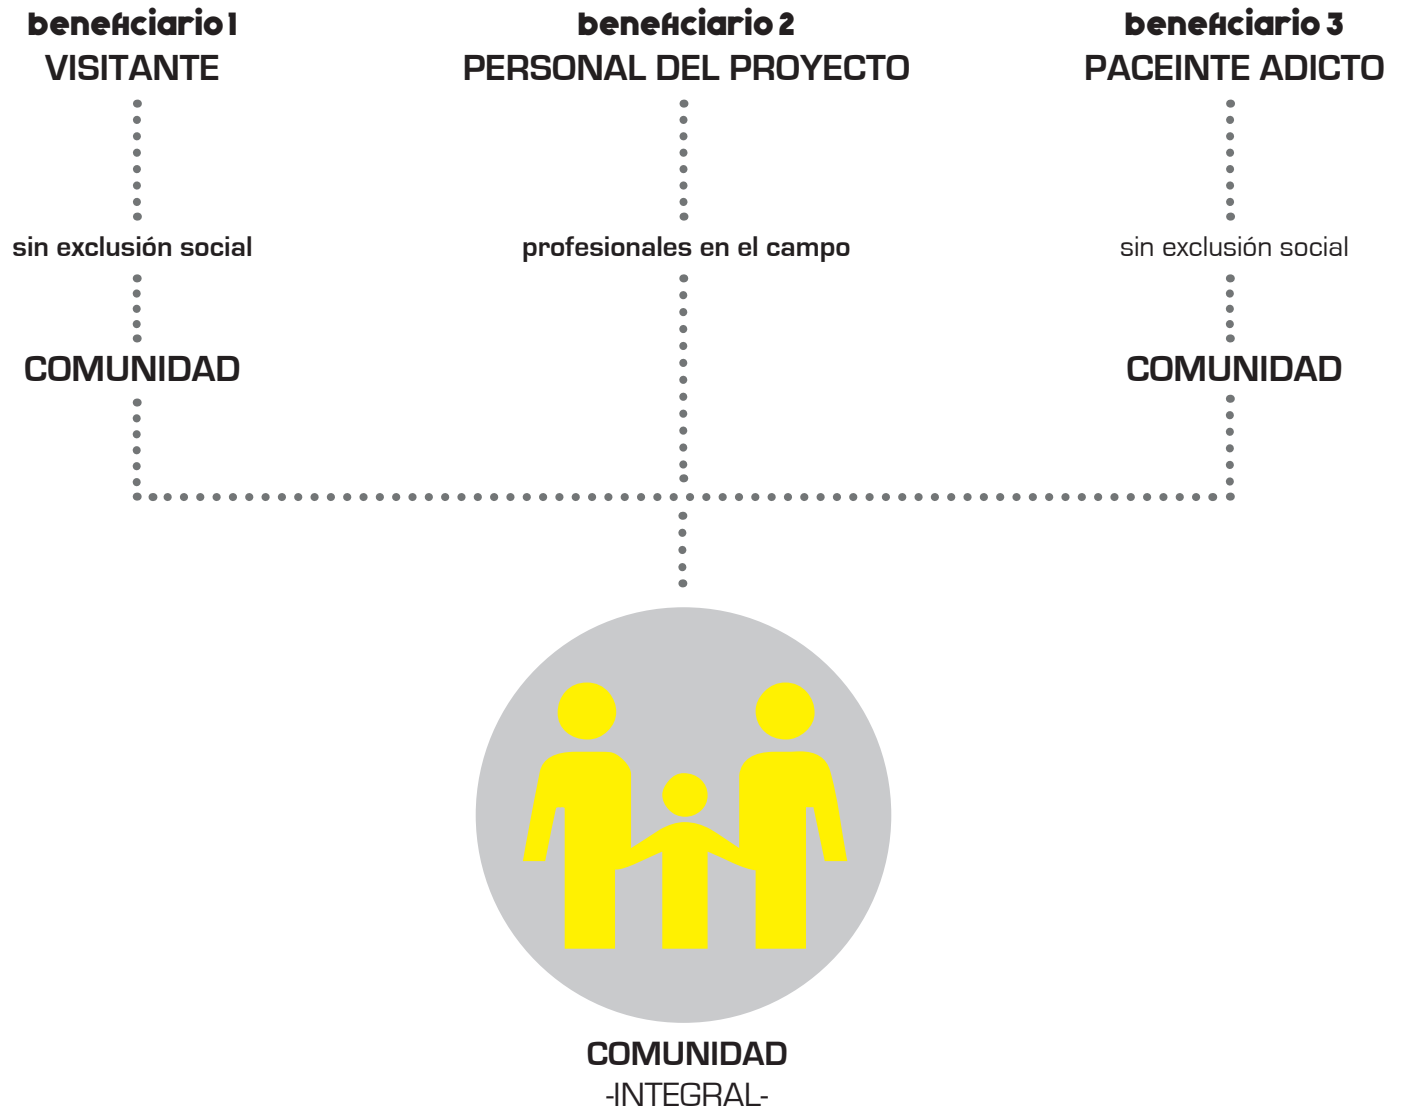 beneficiario 1
VISITANTE
sin exclusión social
COMUNIDAD
beneficiario 2
PERSONAL DEL PROYECTO
profesionales en el campo
beneficiario 3
PACEINTE ADICTO
sin exclusión social
COMUNIDAD
COMUNIDAD
-INTEGRAL-